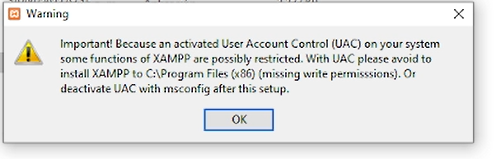 Warning
Important! Because an activated User Account Control (UAC) on your system
some functions of XAMPP are possibly restricted. With UAC please avoid to
install XAMPP to C:\Program Files (x86) (missing write permisssions). Or
deactivate UAC with msconfig after this setup.
OK